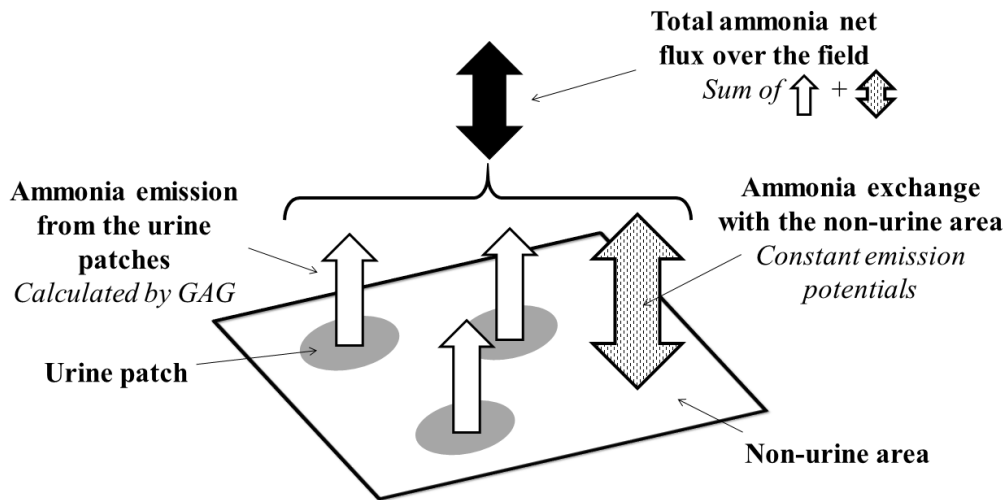 Total ammonia net
flux over the field
Sum of +
Ammonia emission
from the urine
patches
Calculated by GAG
Ammonia exchange
with the non-urine area
Constant emission
potentials
Urine patch
Non-urine area